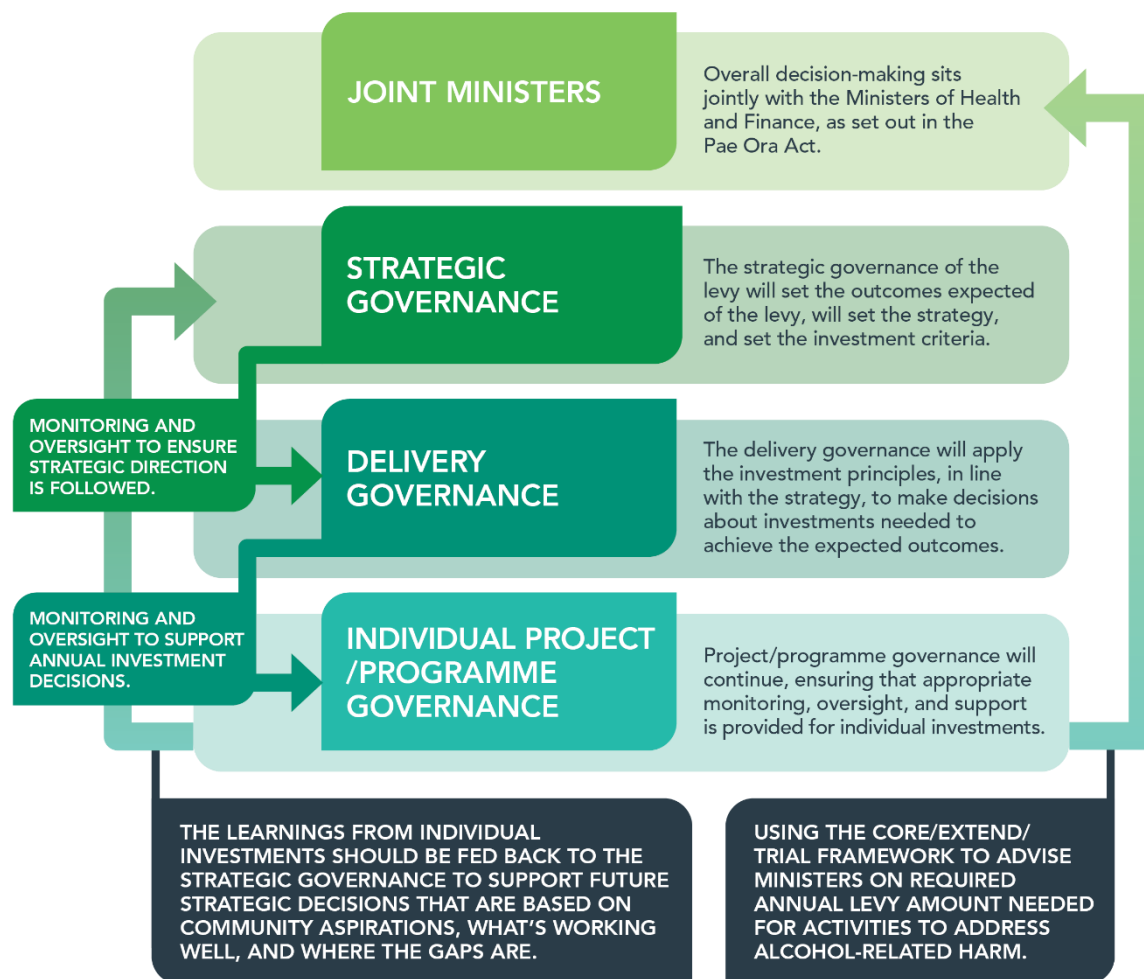 JOINT MINISTERS
Overall decision-making sits
jointly with the Ministers of Health
and Finance, as set out in the
Pae Ora Act.
STRATEGIC
GOVERNANCE
The strategic governance of the
levy will set the outcomes expected
of the levy, will set the strategy,
and set the investment criteria.
MONITORING AND
OVERSIGHT TO ENSURE
STRATEGIC DIRECTION
IS FOLLOWED.
DELIVERY
GOVERNANCE
The delivery governance will apply
the investment principles, in line
with the strategy, to make decisions
about investments needed to
achieve the expected outcomes.
MONITORING AND
OVERSIGHT TO SUPPORT
ANNUAL INVESTMENT
DECISIONS.
INDIVIDUAL PROJECT
/PROGRAMME
GOVERNANCE
Project/programme governance will
continue, ensuring that appropriate
monitoring, oversight, and support
is provided for individual investments.
THE LEARNINGS FROM INDIVIDUAL
INVESTMENTS SHOULD BE FED BACK TO THE
STRATEGIC GOVERNANCE TO SUPPORT FUTURE
STRATEGIC DECISIONS THAT ARE BASED ON
COMMUNITY ASPIRATIONS, WHAT'S WORKING
WELL, AND WHERE THE GAPS ARE.
USING THE CORE/EXTEND/
TRIAL FRAMEWORK TO ADVISE
MINISTERS ON REQUIRED
ANNUAL LEVY AMOUNT NEEDED
FOR ACTIVITIES TO ADDRESS
ALCOHOL-RELATED HARM.